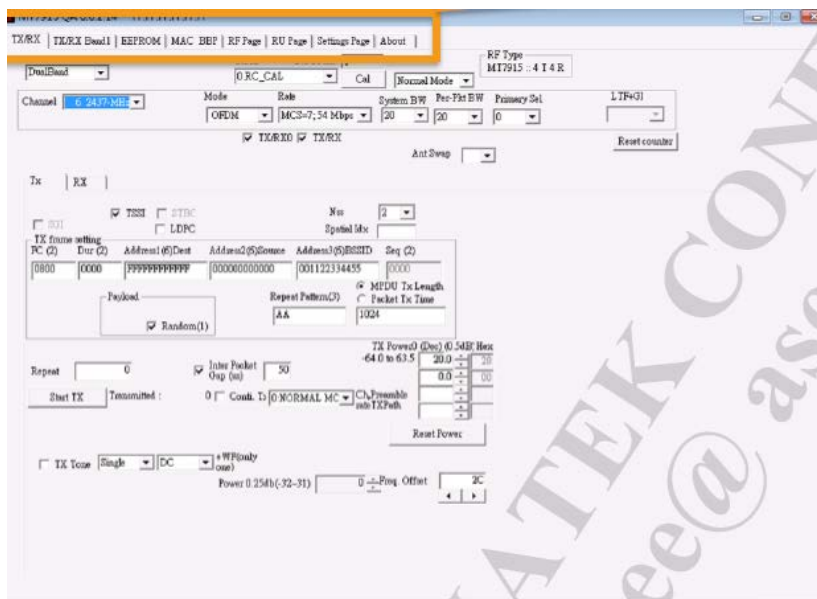 TX/RX | TX/RX Band1 | EEPROM | MAC BBP | RF Page | RU Page | Settings Page | About |
RF Type
DualBand 0.RC_CAL Cal Normal Mode MT7915 :: 4 T 4 R
Mode Rate System BW Per-Pkt BW Primary Sel LTF+GI
Channel 6 2437-MHz OFDM MCS=7; 54 Mbps 20 20 0
TX/RX0 TX/RX Reset counter
Ant Swap
Tx | RX |
TSSI STBC Nss 2
LDPC Spatial Idx
TX frame setting
FC (2) Dur (2) Address1(6)Dest Address2(6)Source Address3(6)BSSID Seq (2)
0800 0000 FFFFFFFFFFFF 000000000000 001122334455 0000
MPDU Tx Length
Payload Repeat Pattern(3) Packet Tx Time
Random(1) AA 1024
TX Power0 (Dec) (0.5dB) Hex
-64.0 to 63.5 20.0 28
Repeat 0 Inter Packet Gap (us) 50 0.0 00
Start TX Transmitted : 0 Conti. Tx 0:NORMAL MC Ch,Preamble
rate TXPath
Reset Power
TX Tone Single DC +WF(only one)
Power 0.25db(-32~31) 0 Freq. Offset 2C